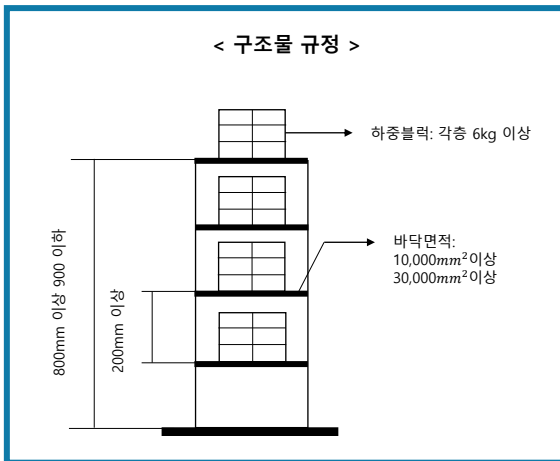 < 구조물 규정 >
하중블럭: 각층 6kg 이상
바닥면적:
10,000mm²이상
30,000mm²이상
800mm 이상 900 이하
200mm 이상